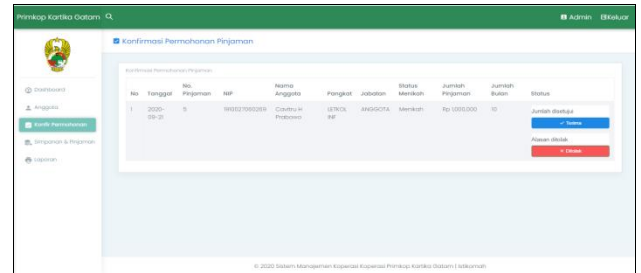 Primkop Kartika Gatam
Admin Keluar
Konfirmasi Permohonan Pinjaman
Konfirmasi Permohonan Pinjaman
Dashboard
Anggota
Konfir Permohonan
Simpanan & Pinjaman
Laporan
No Tanggal No. Pinjaman NIP Nama Anggota Pangkat Jabatan Status Menikah Jumlah Pinjaman Jumlah Bulan Status
1 2020-09-21 5 LETKOL INF ANGGOTA Menikah Rp 1,000,000 10
Jumlah disetujui
Terima
Alasan ditolak
Ditolak
© 2020 Sistem Manajemen Koperasi Koperasi Primkop Kartika Gatam | Istikomah